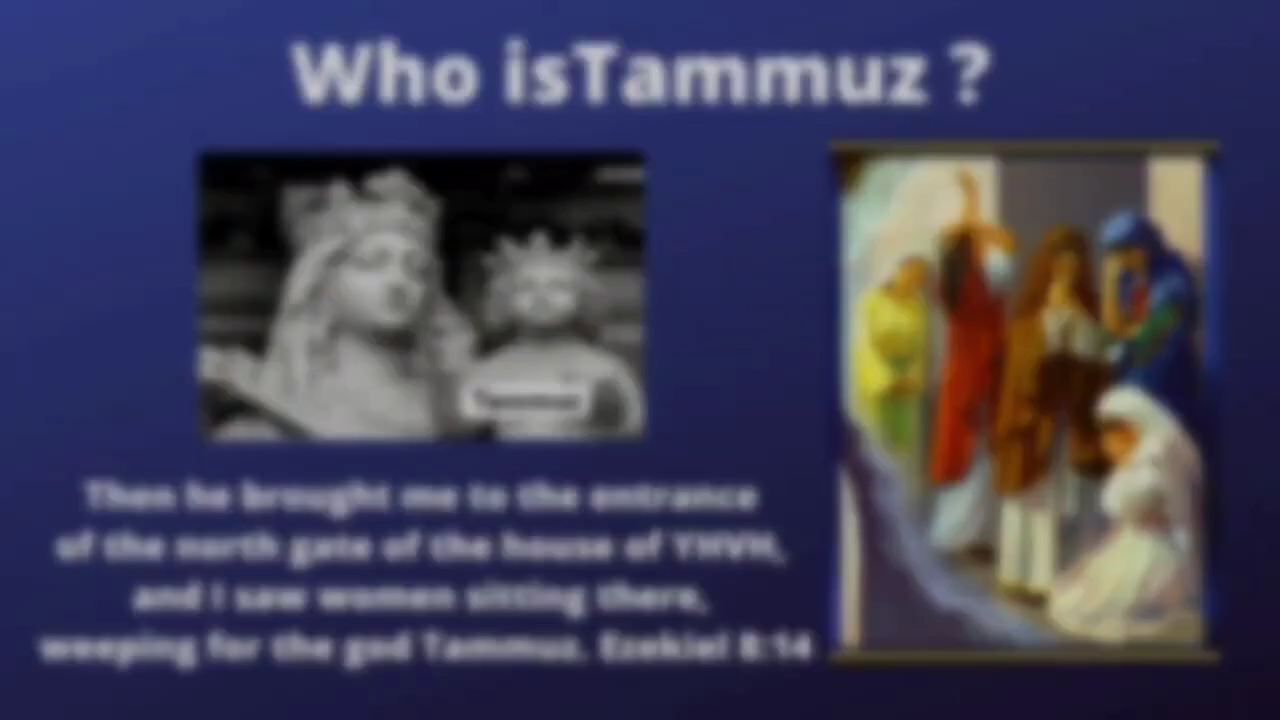 Who isTammuz ?
Tammuz
Then he brought me to the entrance
of the north gate of the house of YHVH,
and I saw women sitting there,
weeping for the god Tammuz. Ezekiel 8:14